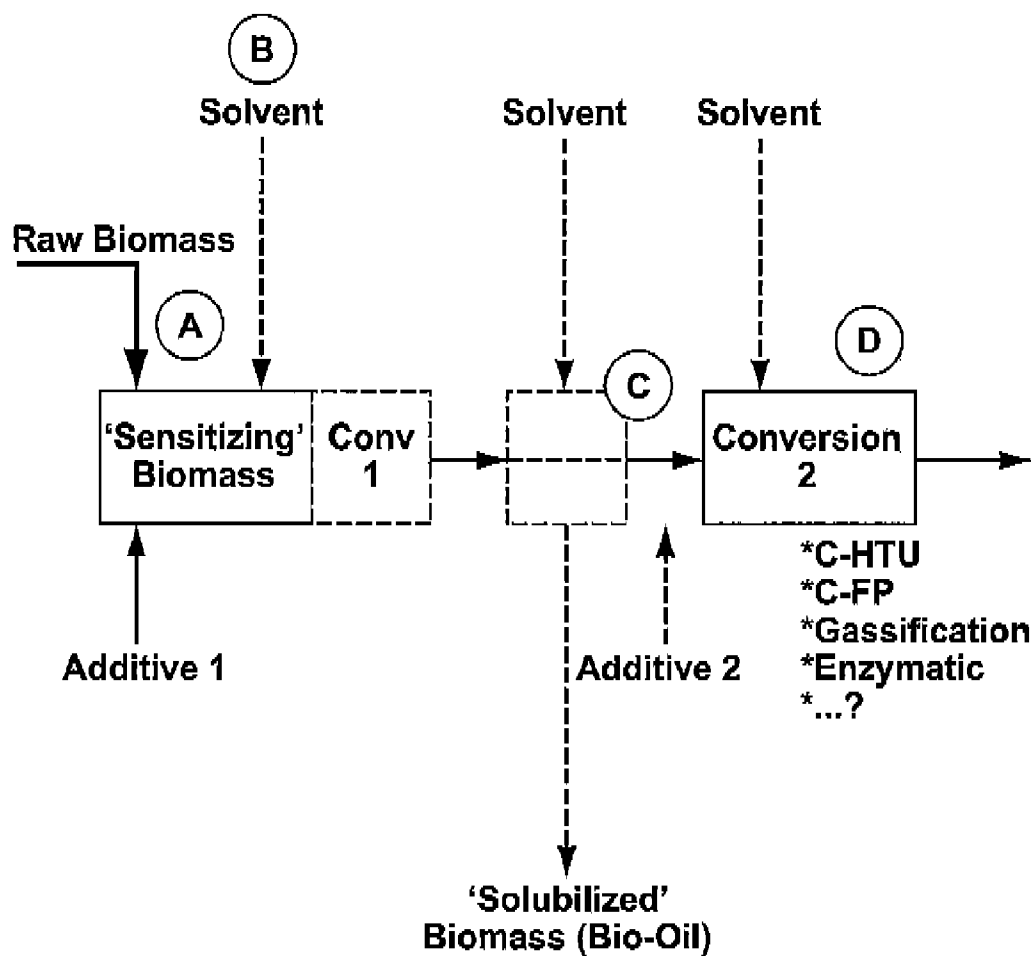 B
Solvent
Solvent
Solvent
Raw Biomass
A
D
C
‘Sensitizing’
Biomass
Conv
1
Conversion
2
*C-HTU
*C-FP
*Gassification
*Enzymatic
*...?
Additive 1
Additive 2
‘Solubilized’
Biomass (Bio-Oil)